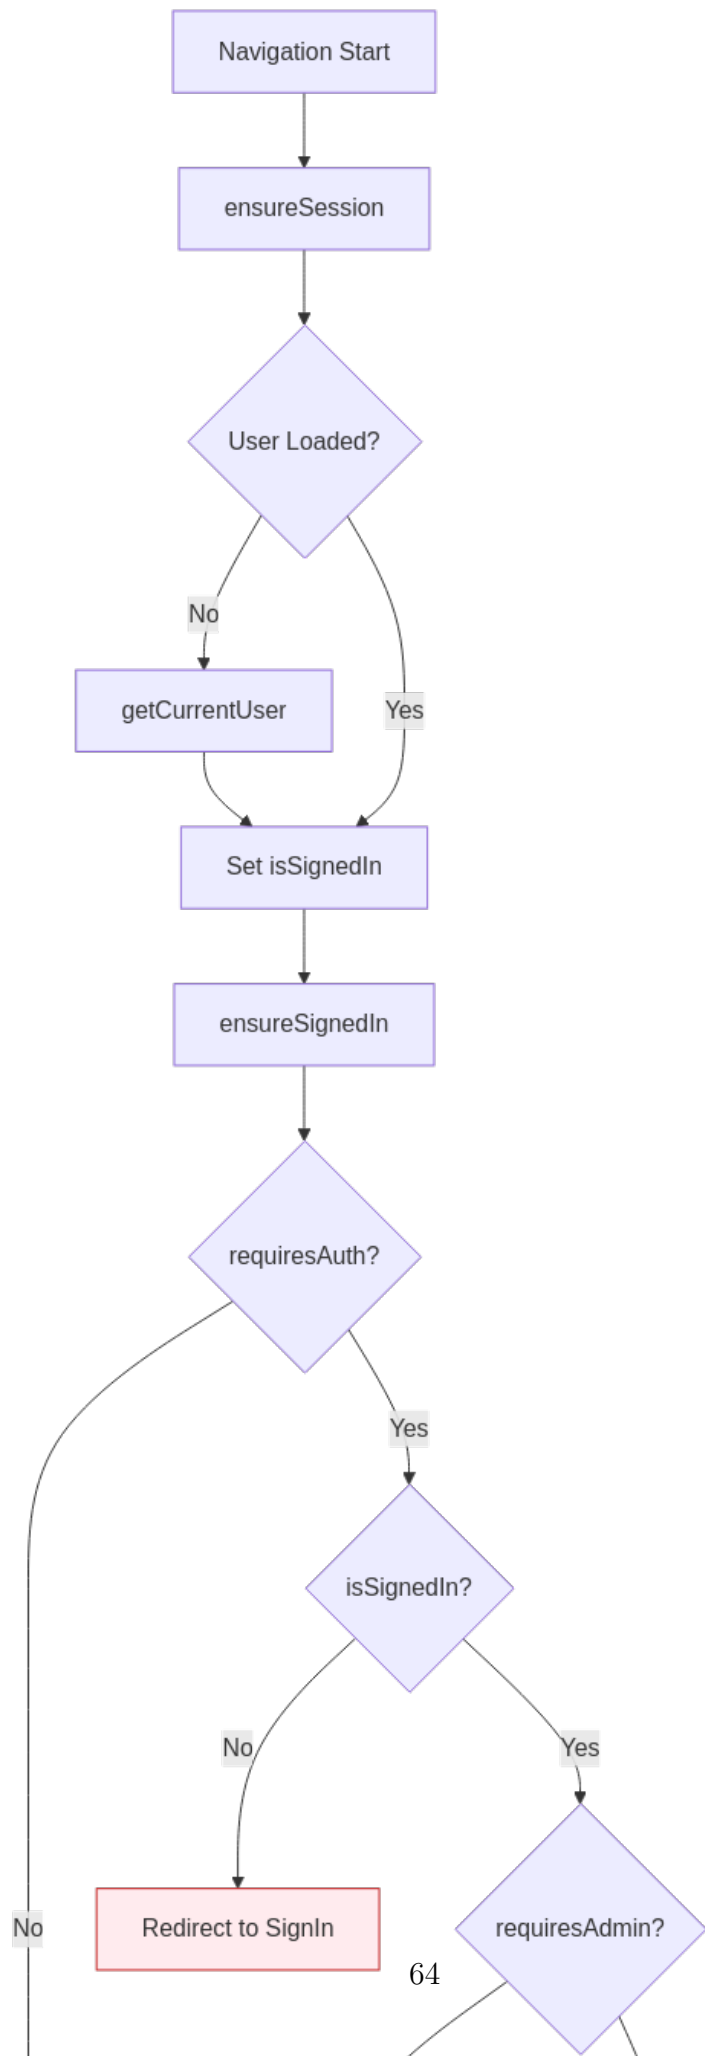 Navigation Start
ensureSession
User Loaded?
No
getCurrentUser
Yes
Set isSignedIn
ensureSignedIn
requiresAuth?
Yes
isSignedIn?
No
Yes
No
Redirect to SignIn
requiresAdmin?
64